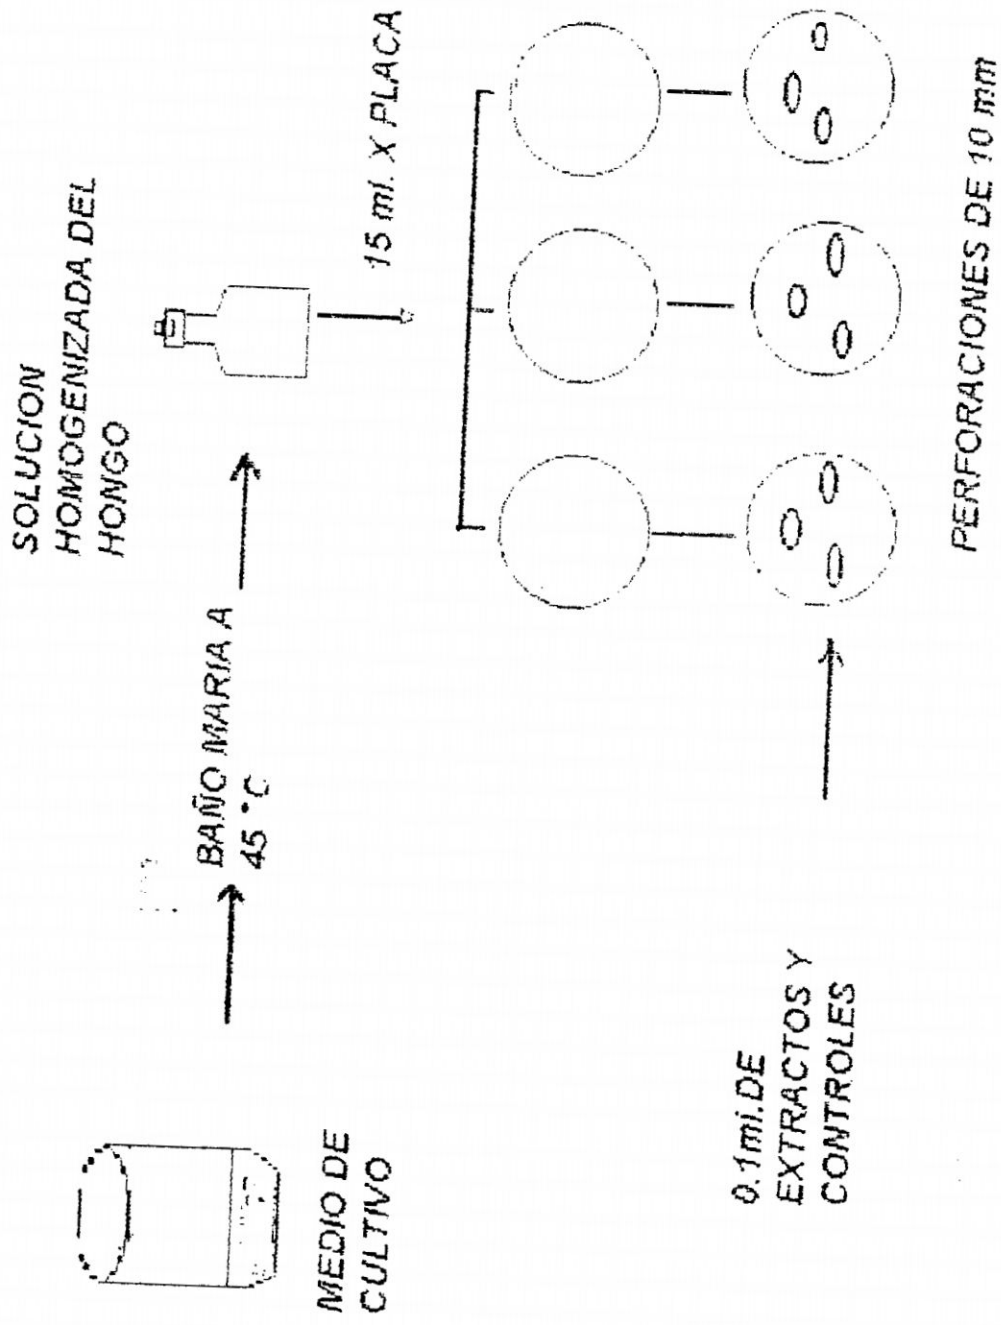 SOLUCION
HOMOGENIZADA DEL
HONGO
MEDIO DE
CULTIVO
BAÑO MARIA A
45 °C
15 ml. X PLACA
0.1ml.DE
EXTRACTOS Y
CONTROLES
PERFORACIONES DE 10 mm